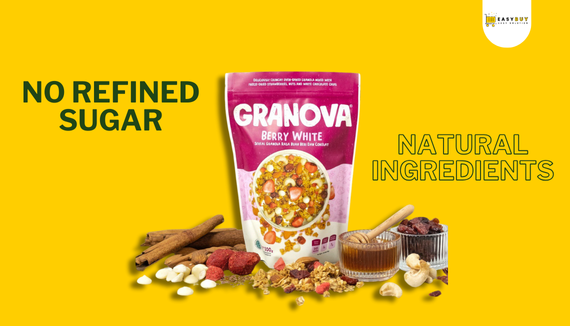 EASYBUY
NO REFINED
SUGAR
GRANOVA
BERRY WHITE
NATURAL
INGREDIENTS